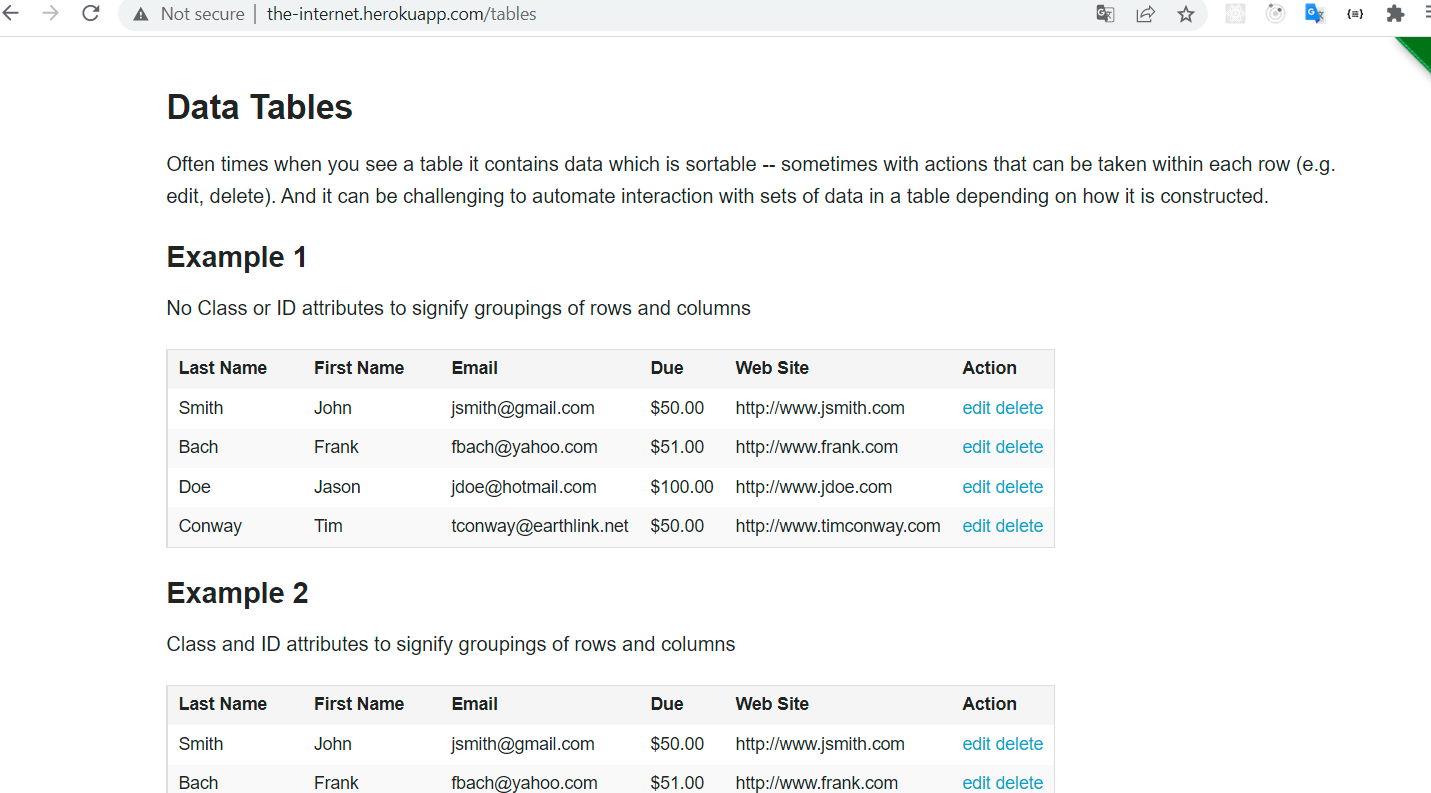 Not secure | the-internet.herokuapp.com/tables
Data Tables
Often times when you see a table it contains data which is sortable -- sometimes with actions that can be taken within each row (e.g.
edit, delete). And it can be challenging to automate interaction with sets of data in a table depending on how it is constructed.
Example 1
No Class or ID attributes to signify groupings of rows and columns
Last Name First Name Email Due Web Site Action
Smith John jsmith@gmail.com $50.00 http://www.jsmith.com edit delete
Bach Frank fbach@yahoo.com $51.00 http://www.frank.com edit delete
Doe Jason jdoe@hotmail.com $100.00 http://www.jdoe.com edit delete
Conway Tim tconway@earthlink.net $50.00 http://www.timconway.com edit delete
Example 2
Class and ID attributes to signify groupings of rows and columns
Last Name First Name Email Due Web Site Action
Smith John jsmith@gmail.com $50.00 http://www.jsmith.com edit delete
Bach Frank fbach@yahoo.com $51.00 http://www.frank.com edit delete